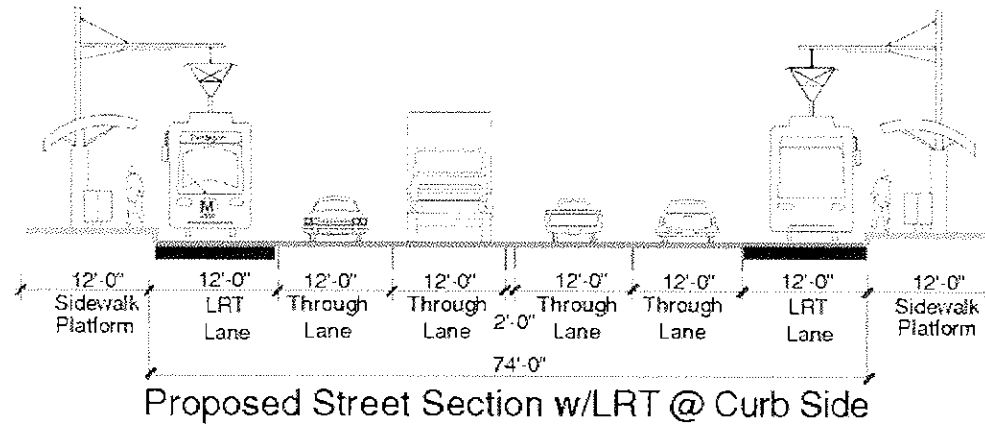 M
12'-0" 12'-0" 12'-0" 12'-0" 12'-0" 12'-0" 12'-0" 12'-0"
Sidewalk LRT Through Through 2'-0" Through Through LRT Sidewalk
Platform Lane Lane Lane Lane Lane Lane Platform
74'-0"
Proposed Street Section w/LRT @ Curb Side